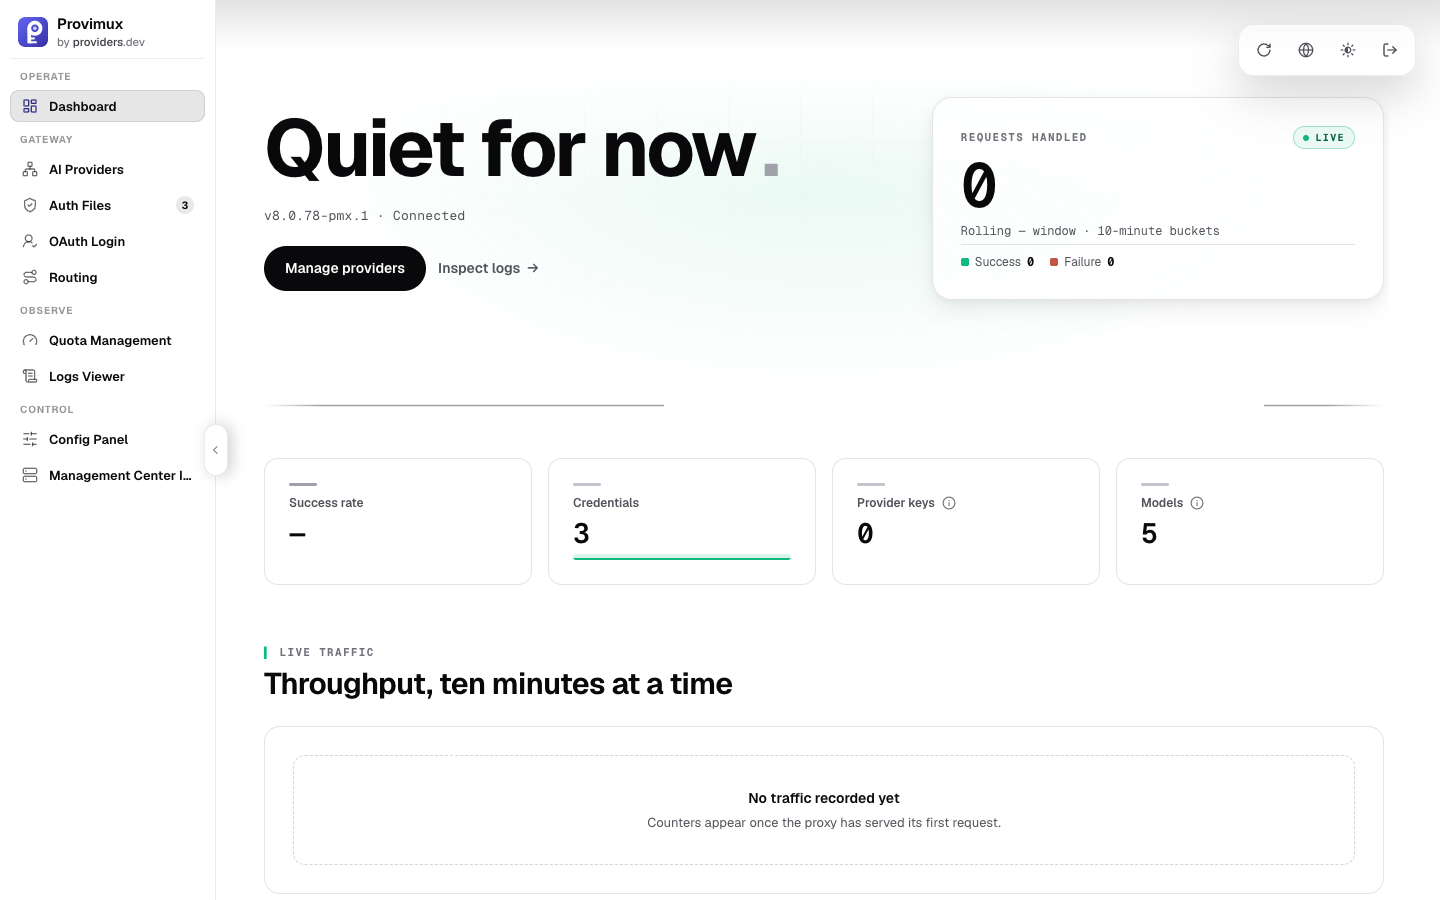 Provimux
by providers.dev
OPERATE
Dashboard
GATEWAY
AI Providers
Auth Files
3
OAuth Login
Routing
OBSERVE
Quota Management
Logs Viewer
CONTROL
Config Panel
Management Center I...
Quiet for now.
v8.0.78-pmx.1 · Connected
Manage providers
Inspect logs →
REQUESTS HANDLED
LIVE
0
Rolling — window · 10-minute buckets
Success 0
Failure 0
Success rate
—
Credentials
3
Provider keys
0
Models
5
LIVE TRAFFIC
Throughput, ten minutes at a time
No traffic recorded yet
Counters appear once the proxy has served its first request.